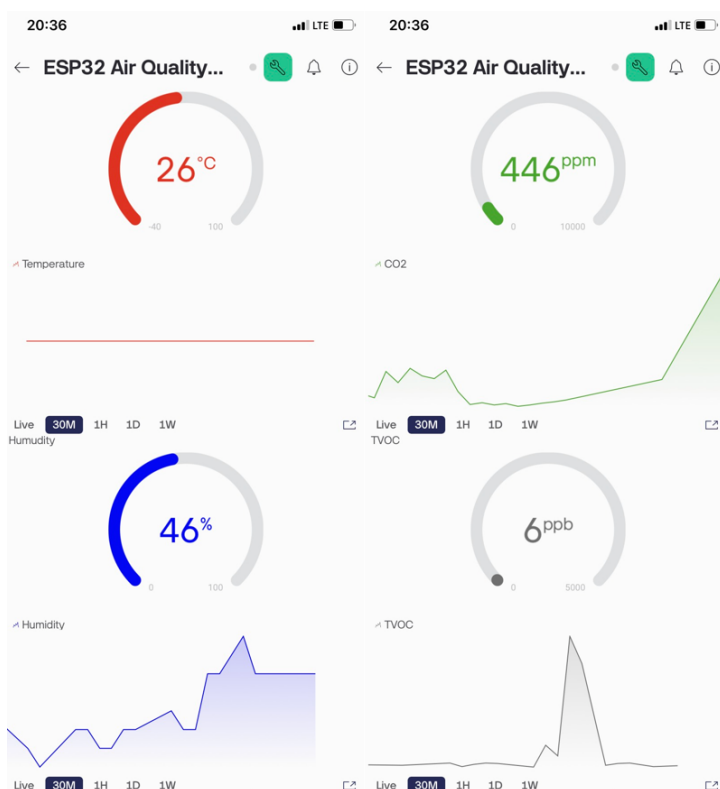 20:36
LTE
ESP32 Air Quality...
26°C
-40 100
Temperature
Live 30M 1H 1D 1W
Humudity
46%
0 100
Humidity
Live 30M 1H 1D 1W
20:36
LTE
ESP32 Air Quality...
446ppm
0 10000
CO2
Live 30M 1H 1D 1W
TVOC
6ppb
0 5000
TVOC
Live 30M 1H 1D 1W